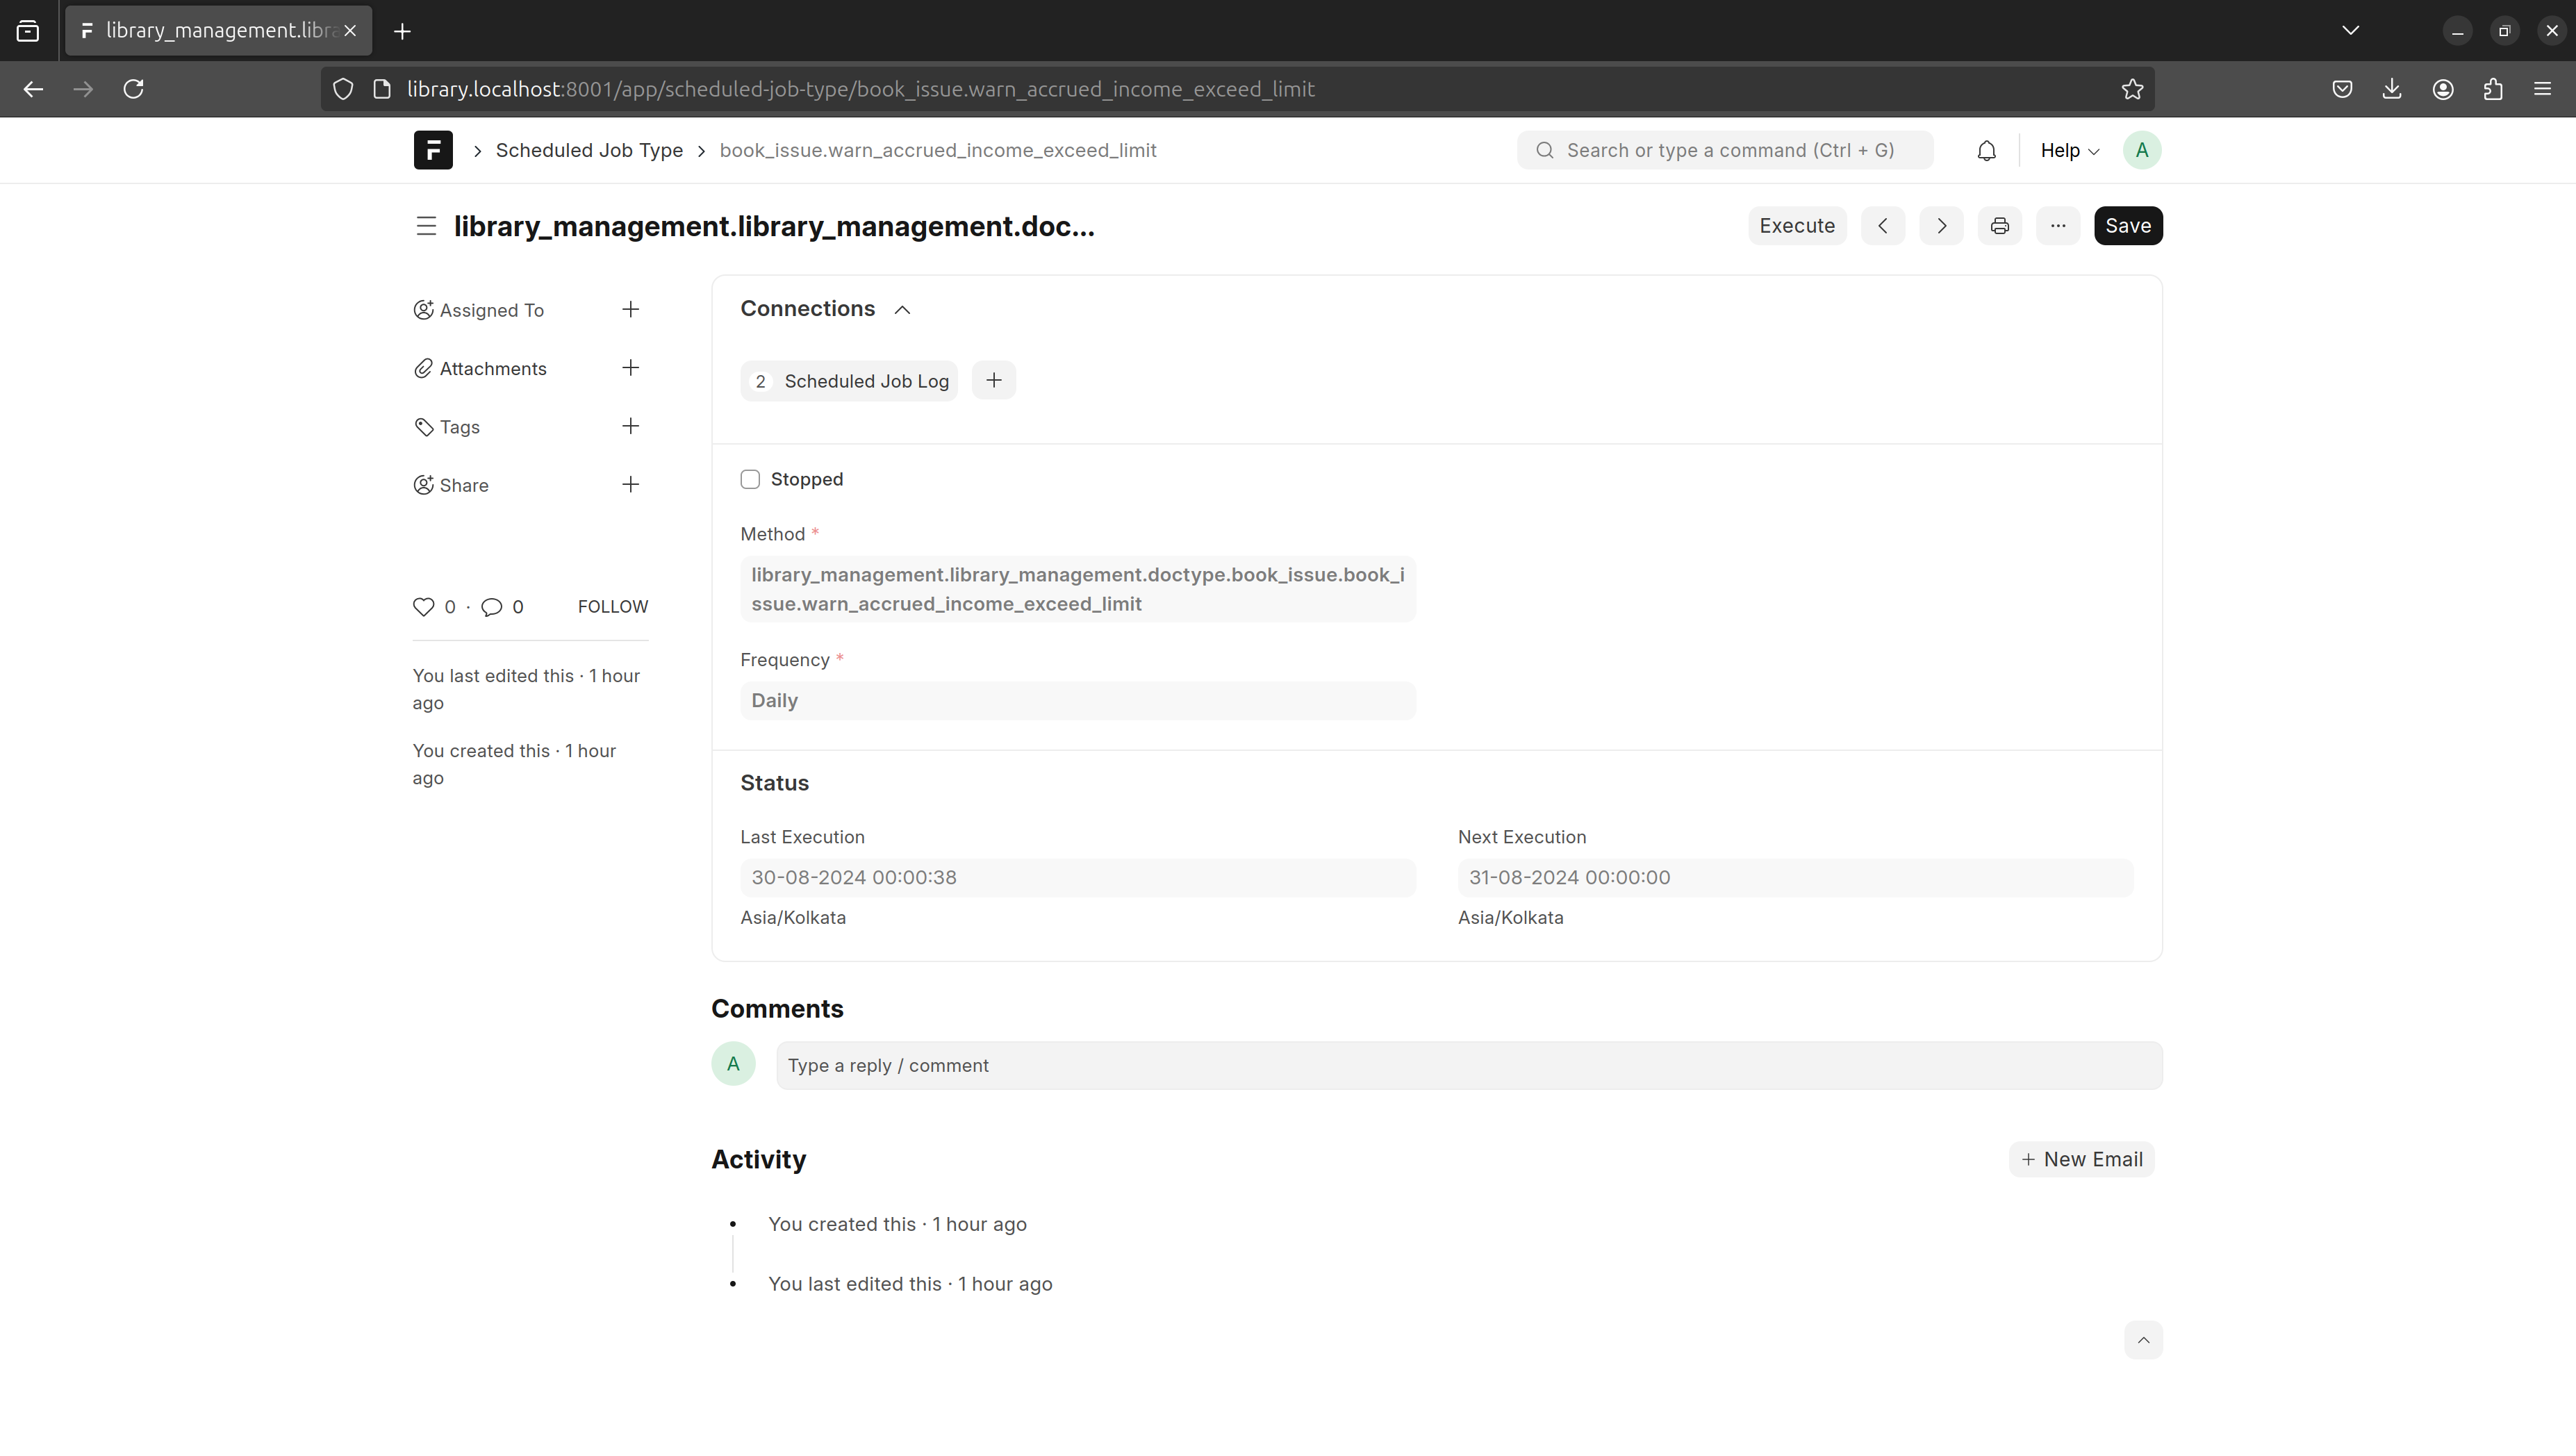 library_management.libra
library.localhost:8001/app/scheduled-job-type/book_issue.warn_accrued_income_exceed_limit
Scheduled Job Type
book_issue.warn_accrued_income_exceed_limit
Search or type a command (Ctrl + G)
Help
A
library_management.library_management.doc...
Execute
Save
Assigned To
Attachments
Tags
Share
0 · 0
FOLLOW
You last edited this · 1 hour
ago
You created this · 1 hour
ago
Connections
2 Scheduled Job Log
Stopped
Method *
library_management.library_management.doctype.book_issue.book_i
ssue.warn_accrued_income_exceed_limit
Frequency *
Daily
Status
Last Execution
30-08-2024 00:00:38
Asia/Kolkata
Next Execution
31-08-2024 00:00:00
Asia/Kolkata
Comments
A
Type a reply / comment
Activity
New Email
You created this · 1 hour ago
You last edited this · 1 hour ago